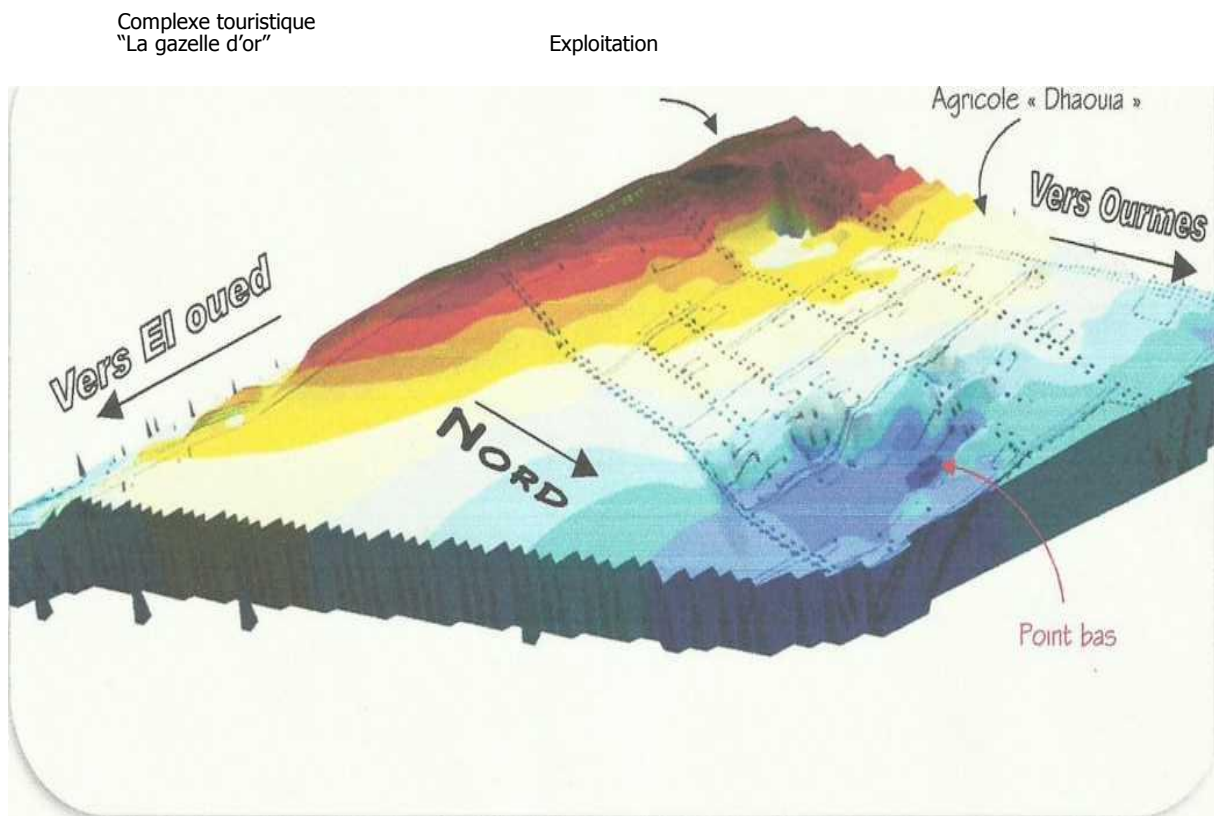 Complexe touristique
“La gazelle d’or”
Exploitation
Agricole « Dhaouia »
Vers Ourmes
Vers El oued
NORD
Point bas